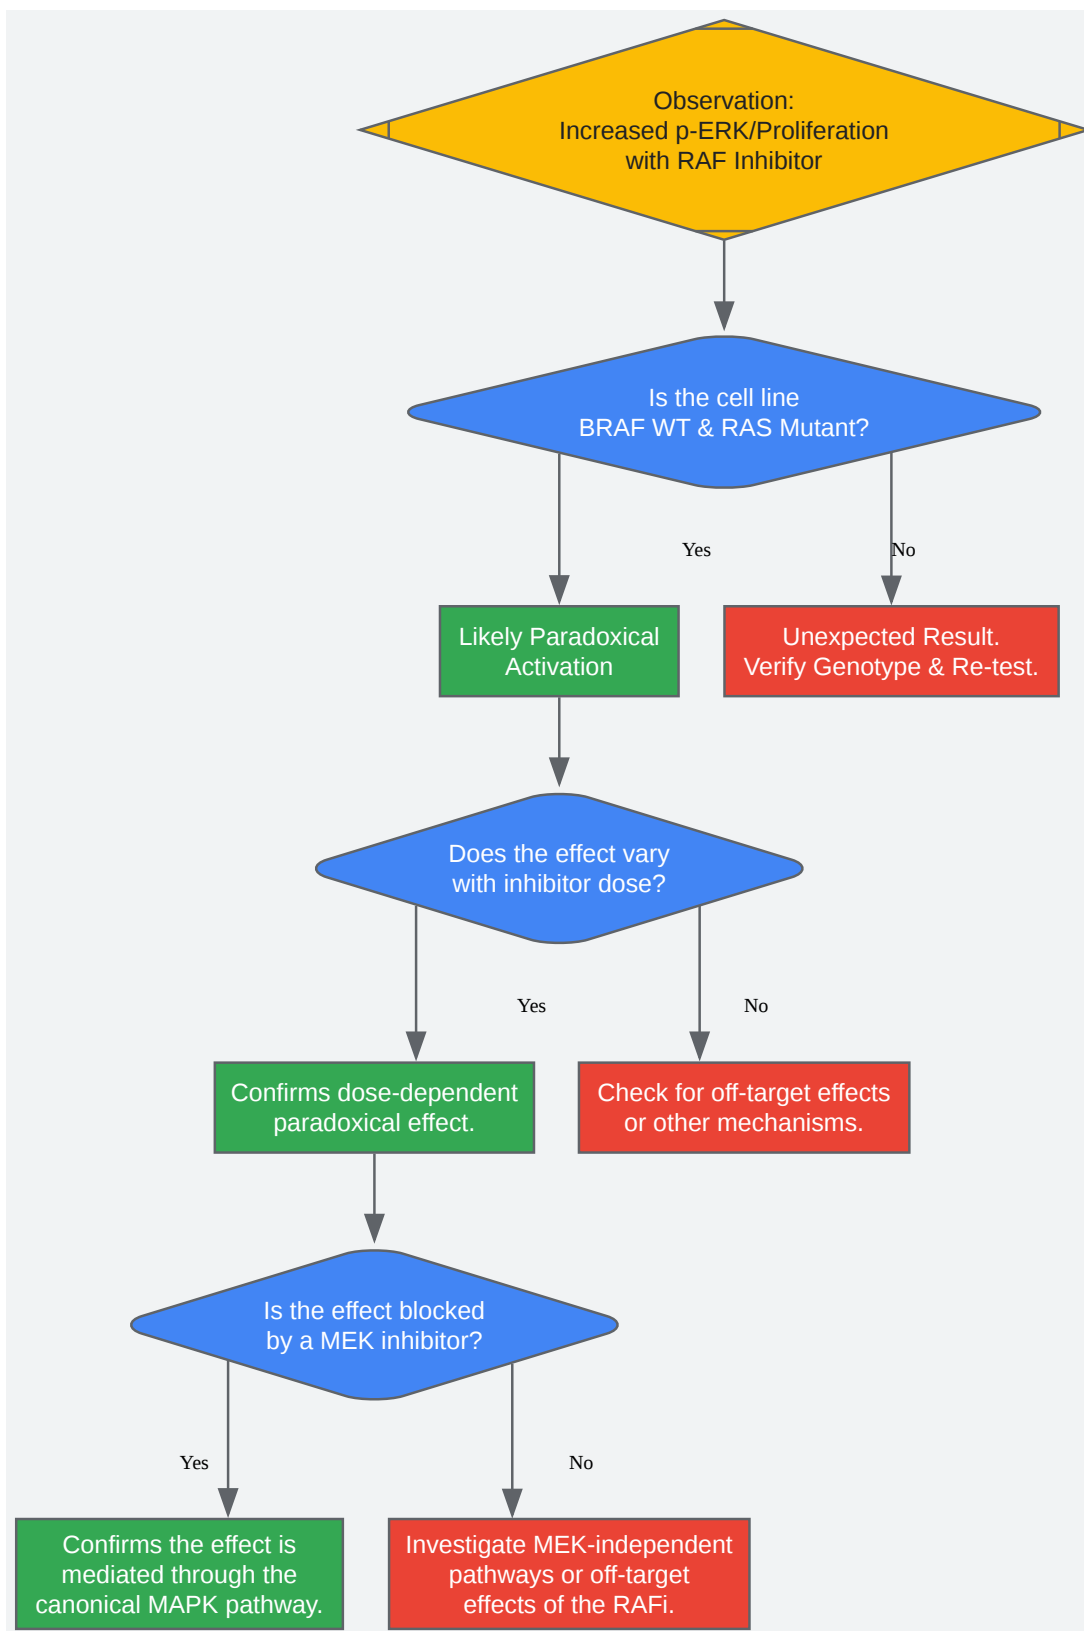 Observation:
Increased p-ERK/Proliferation
with RAF Inhibitor
Is the cell line
BRAF WT & RAS Mutant?
Yes
No
Likely Paradoxical
Activation
Unexpected Result.
Verify Genotype & Re-test.
Does the effect vary
with inhibitor dose?
Yes
No
Confirms dose-dependent
paradoxical effect.
Check for off-target effects
or other mechanisms.
Is the effect blocked
by a MEK inhibitor?
Yes
No
Confirms the effect is
mediated through the
canonical MAPK pathway.
Investigate MEK-independent
pathways or off-target
effects of the RAFi.